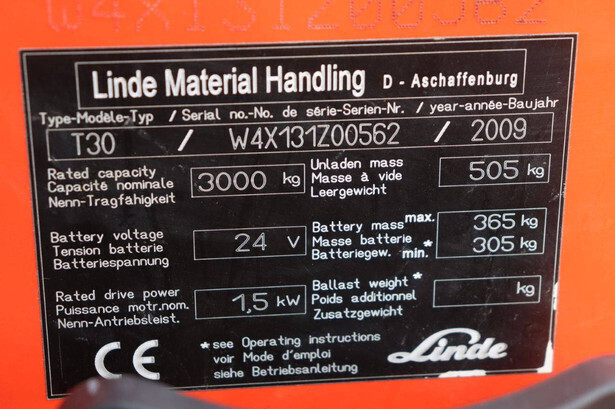 Linde Material Handling D - Aschaffenburg
Type-Modèle-Typ / Serial no.-No. de série-Serien-Nr. / year-année-Baujahr
T30 / W4X131Z00562 / 2009
Rated capacity
Capacité nominale
Nenn-Tragfähigkeit
3000 kg
Unladen mass
Masse à vide
Leergewicht
505 kg
Battery voltage
Tension batterie
Batteriespannung
24 V
Battery mass max.
Masse batterie *
Batteriegew. min.
365 kg
305 kg
Rated drive power
Puissance motr.nom.
Nenn-Antriebsleist.
1,5 kW
Ballast weight *
Poids additionnel
Zusatzgewicht
kg
CE
*see Operating instructions
voir Mode d'emploi
siehe Betriebsanleitung
Linde